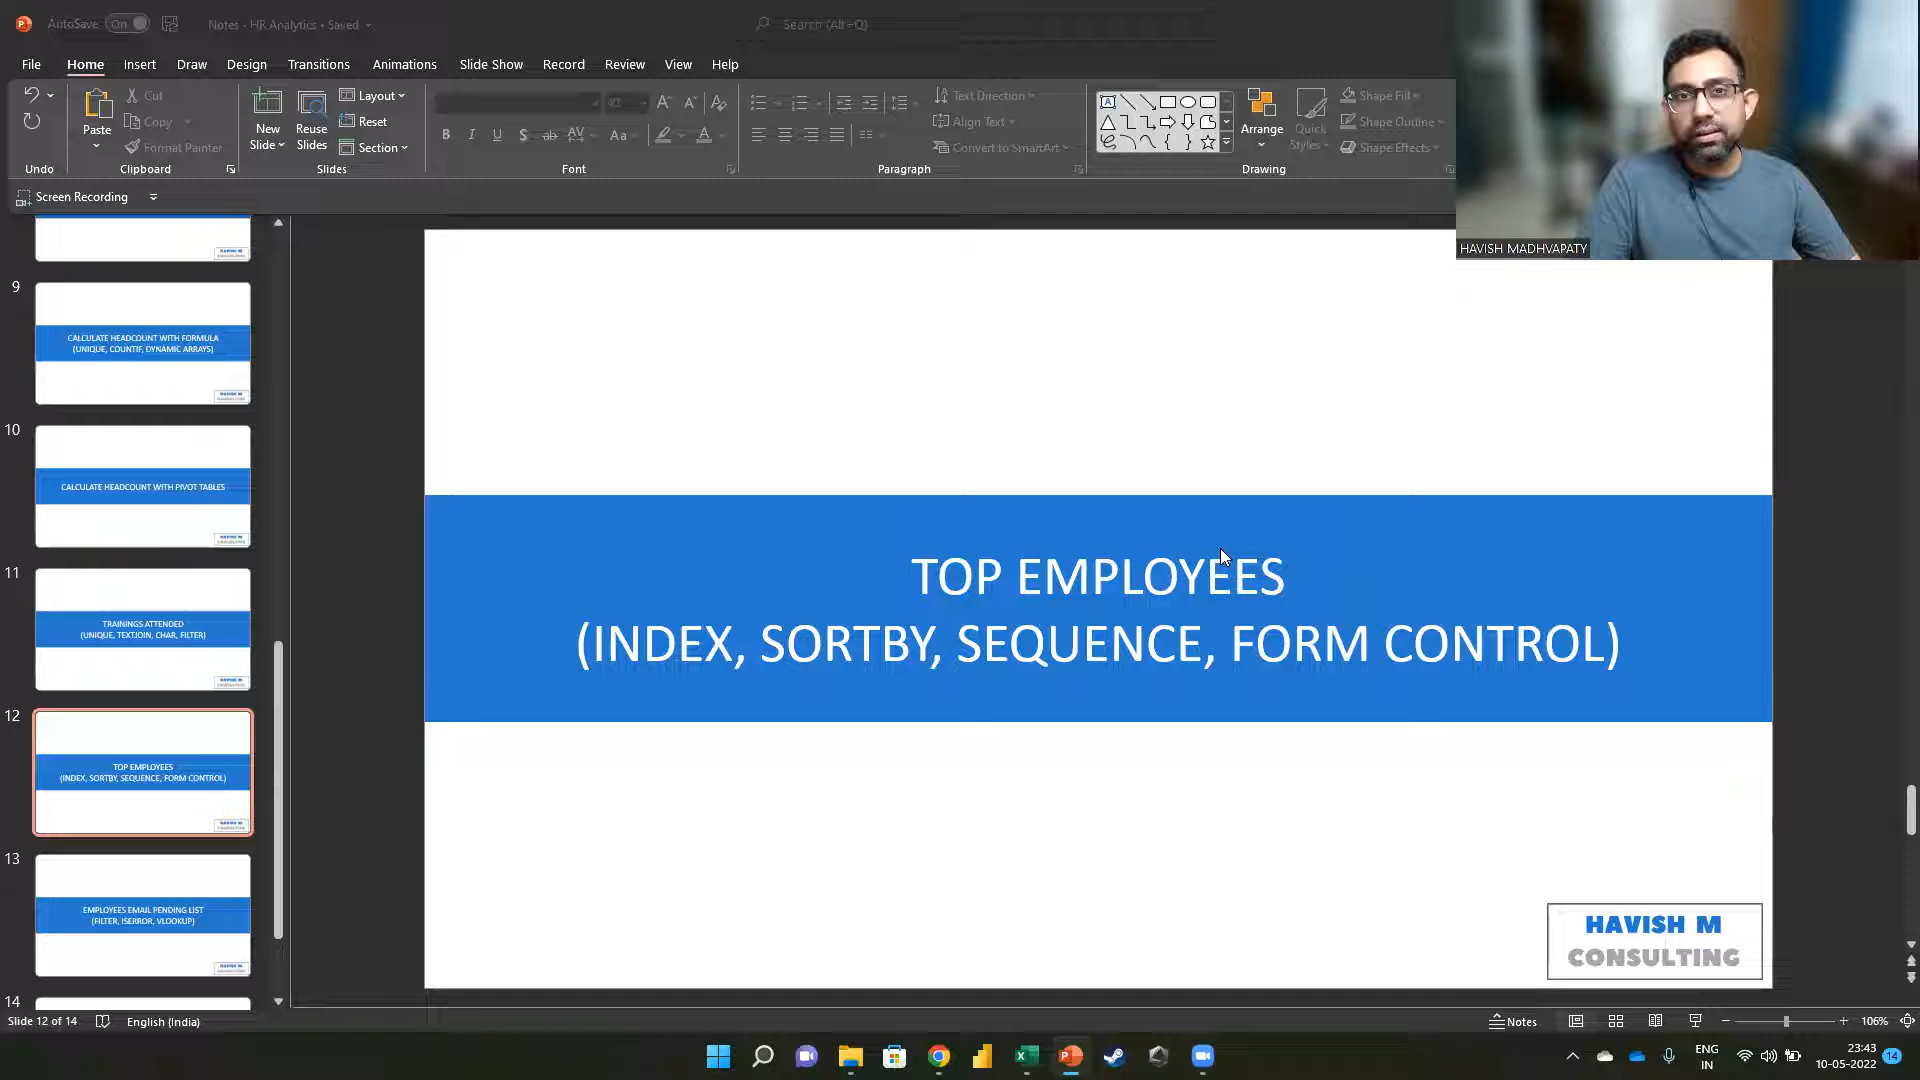 AutoSave
On
Notes - HR Analytics • Saved
Search (Alt+Q)
File
Home
Insert
Draw
Design
Transitions
Animations
Slide Show
Record
Review
View
Help
Undo
Paste
Cut
Copy
Format Painter
Clipboard
New
Slide
Reuse
Slides
Layout
Reset
Section
Slides
B
I
U
S
ab
AV
Aa
A
Font
Text Direction
Align Text
Convert to SmartArt
Paragraph
Arrange
Quick
Styles
Shape Fill
Shape Outline
Shape Effects
Drawing
Screen Recording
HAVISH MADHVAPATY
9
CALCULATE HEADCOUNT WITH FORMULA
(UNIQUE, COUNTIF, DYNAMIC ARRAYS)
10
CALCULATE HEADCOUNT WITH PIVOT TABLES
11
TRAININGS ATTENDED
(UNIQUE, TEXTJOIN, CHAR, FILTER)
12
TOP EMPLOYEES
(INDEX, SORTBY, SEQUENCE, FORM CONTROL)
13
EMPLOYEES EMAIL PENDING LIST
(FILTER, ISERROR, VLOOKUP)
14
TOP EMPLOYEES
(INDEX, SORTBY, SEQUENCE, FORM CONTROL)
HAVISH M
CONSULTING
Slide 12 of 14
English (India)
Notes
106%
ENG
IN
23:43
10-05-2022
14